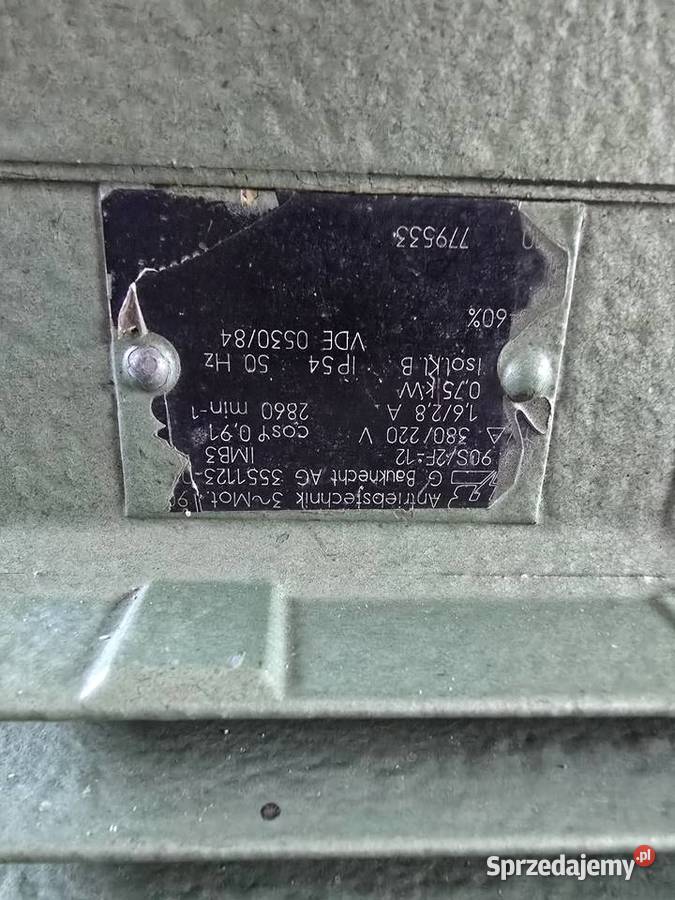 Antriebstechnik 3~Mot.
G. Bauknecht AG 3551123-
90S/2F-12 IMB3
△ 380/220 V cosφ 0,91
1,6/2,8 A 2860 min-1
0,75 kW
Isol.Kl. B IP54 50 Hz
VDE 0530/84
60%
779533
Sprzedajemy.pl